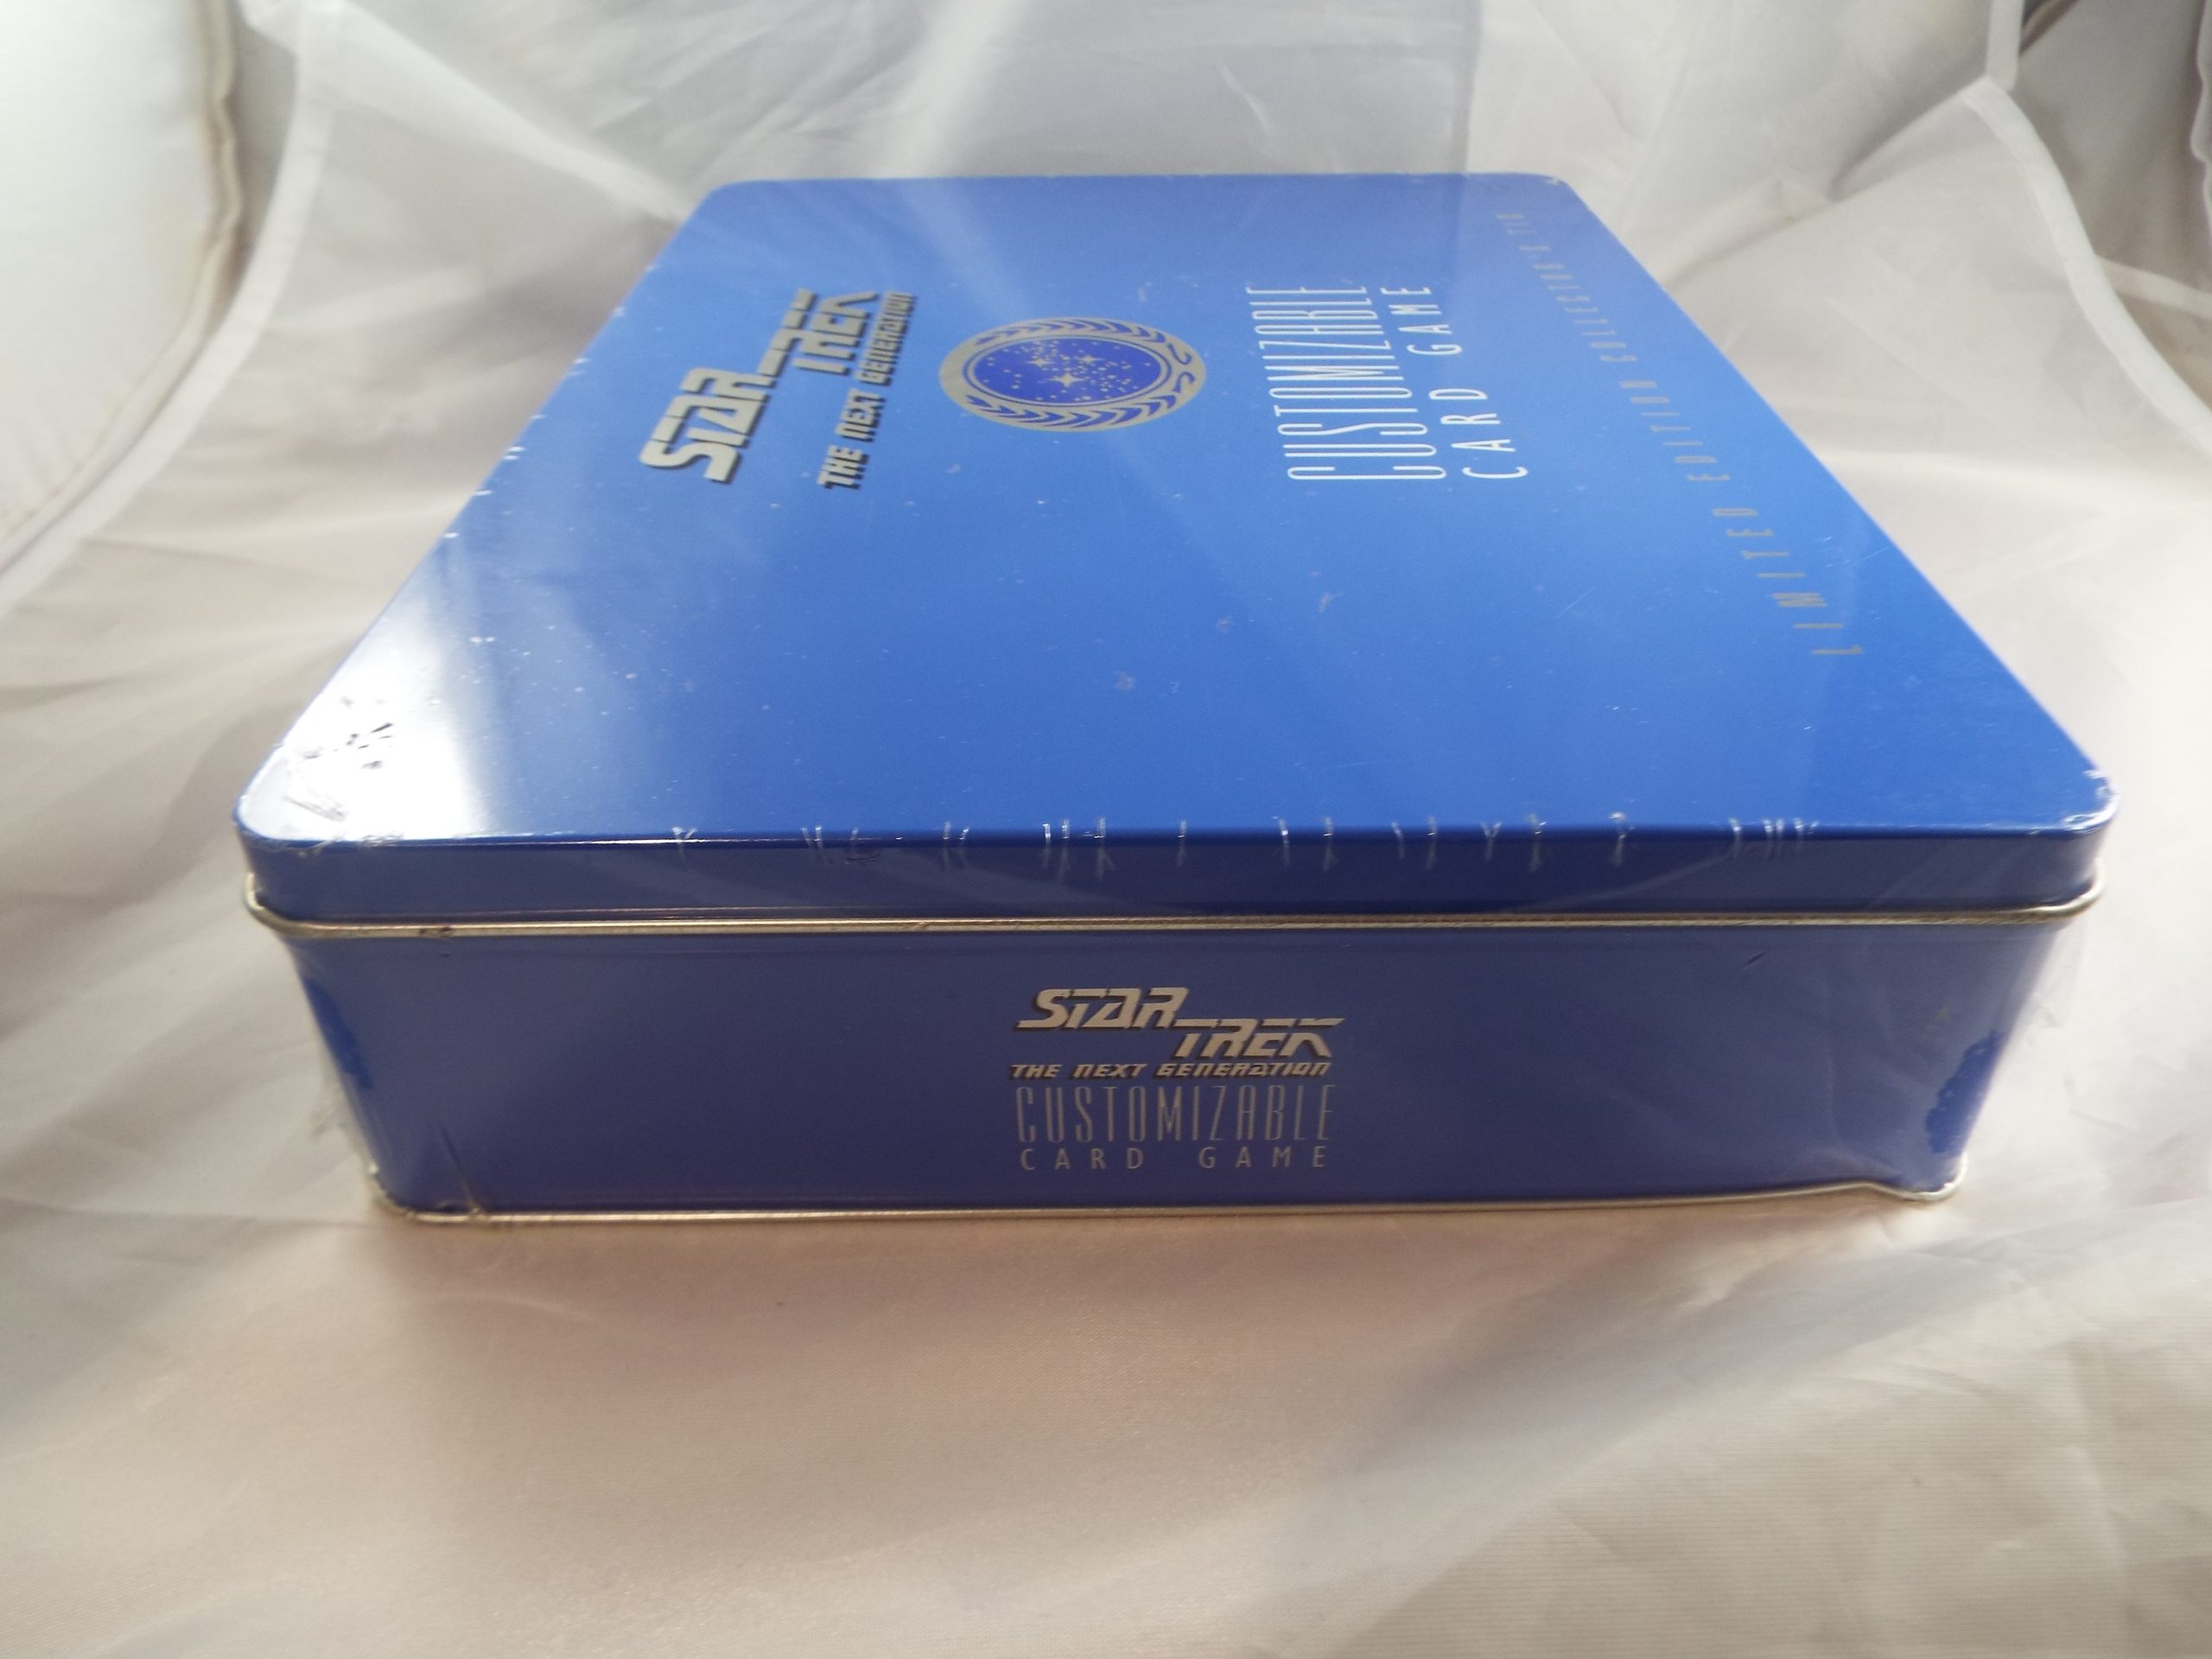 STAR TREK
THE NEXT GENERATION
CUSTOMIZABLE
CARD GAME
LIMITED EDITION COLLECTOR'S TIN
STAR
TREK
THE NEXT GENERATION
CUSTOMIZABLE
CARD GAME